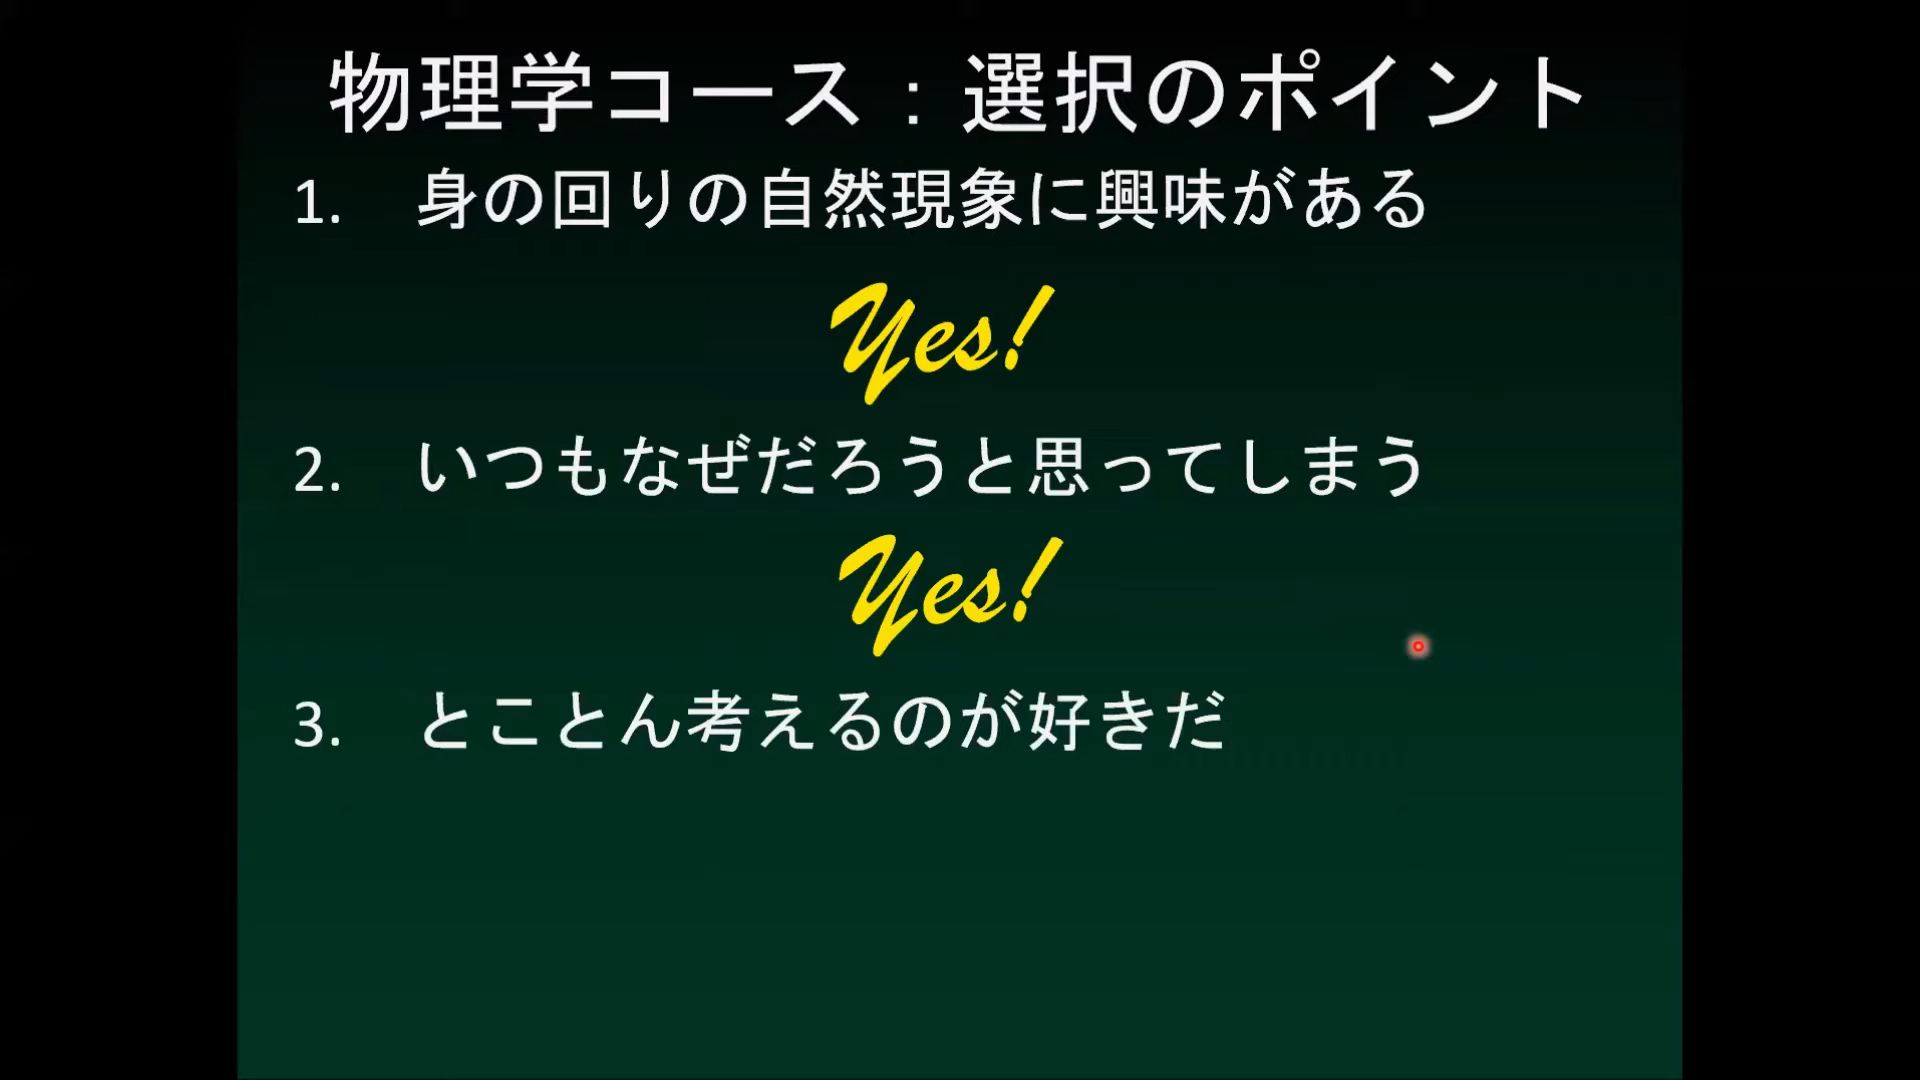 物理学コース：選択のポイント
1. 身の回りの自然現象に興味がある
Yes!
2. いつもなぜだろうと思ってしまう
Yes!
3. とことん考えるのが好きだ